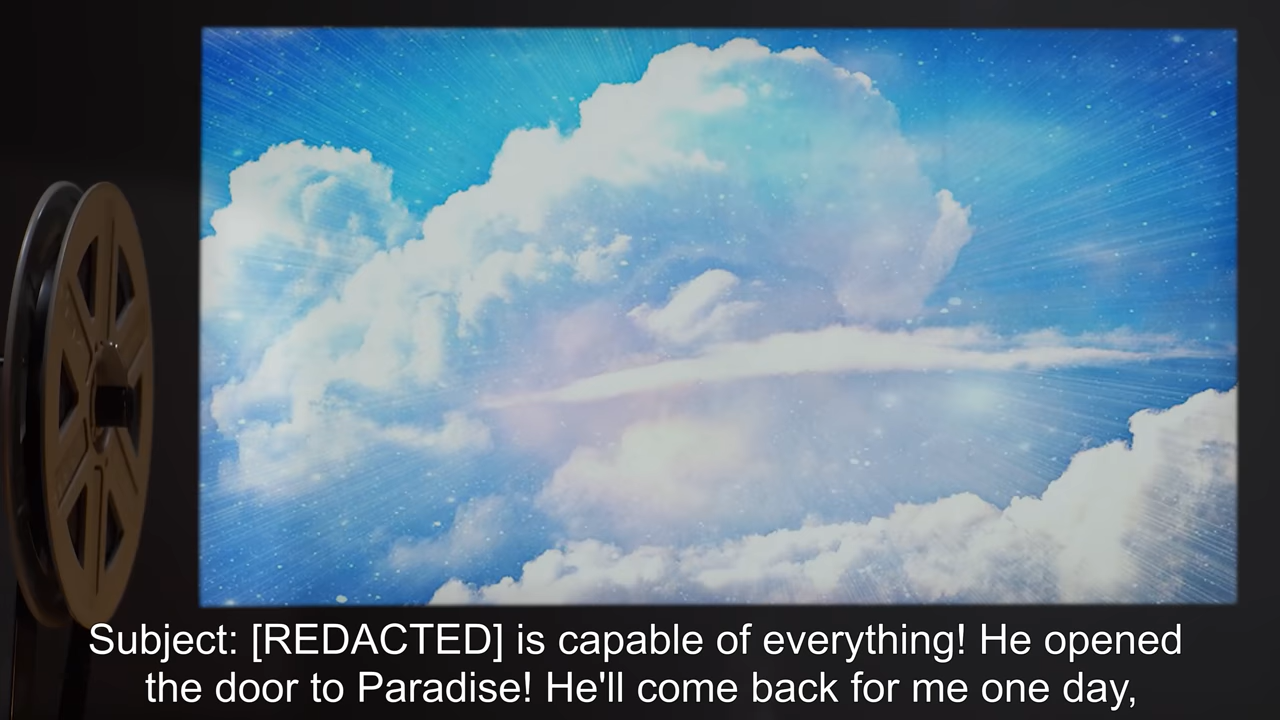 Subject: [REDACTED] is capable of everything! He opened
the door to Paradise! He'll come back for me one day,